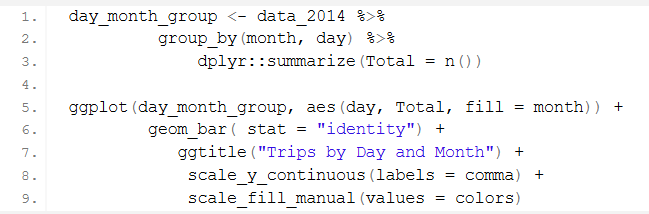 1. day_month_group <- data_2014 %>%
2. group_by(month, day) %>%
3. dplyr::summarize(Total = n())
4.
5. ggplot(day_month_group, aes(day, Total, fill = month)) +
6. geom_bar( stat = "identity") +
7. ggtitle("Trips by Day and Month") +
8. scale_y_continuous(labels = comma) +
9. scale_fill_manual(values = colors)